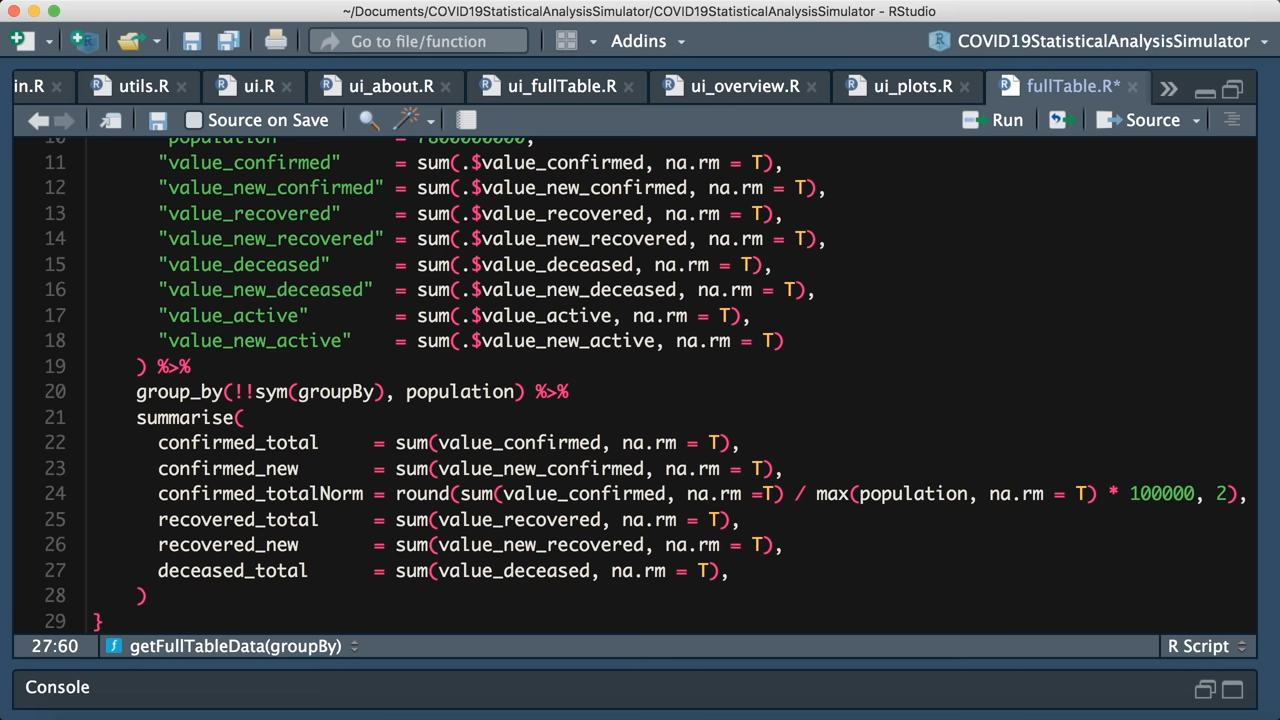 ~/Documents/COVID19StatisticalAnalysisSimulator/COVID19StatisticalAnalysisSimulator - RStudio
Go to file/function Addins COVID19StatisticalAnalysisSimulator
in.R utils.R ui.R ui_about.R ui_fullTable.R ui_overview.R ui_plots.R fullTable.R*
Source on Save Run Source
10 "population" = 7800000000,
11 "value_confirmed" = sum(.$value_confirmed, na.rm = T),
12 "value_new_confirmed" = sum(.$value_new_confirmed, na.rm = T),
13 "value_recovered" = sum(.$value_recovered, na.rm = T),
14 "value_new_recovered" = sum(.$value_new_recovered, na.rm = T),
15 "value_deceased" = sum(.$value_deceased, na.rm = T),
16 "value_new_deceased" = sum(.$value_new_deceased, na.rm = T),
17 "value_active" = sum(.$value_active, na.rm = T),
18 "value_new_active" = sum(.$value_new_active, na.rm = T)
19 ) %>%
20 group_by(!!sym(groupBy), population) %>%
21 summarise(
22 confirmed_total = sum(value_confirmed, na.rm = T),
23 confirmed_new = sum(value_new_confirmed, na.rm = T),
24 confirmed_totalNorm = round(sum(value_confirmed, na.rm =T) / max(population, na.rm = T) * 100000, 2),
25 recovered_total = sum(value_recovered, na.rm = T),
26 recovered_new = sum(value_new_recovered, na.rm = T),
27 deceased_total = sum(value_deceased, na.rm = T),
28 )
29 }
27:60 getFullTableData(groupBy) R Script
Console